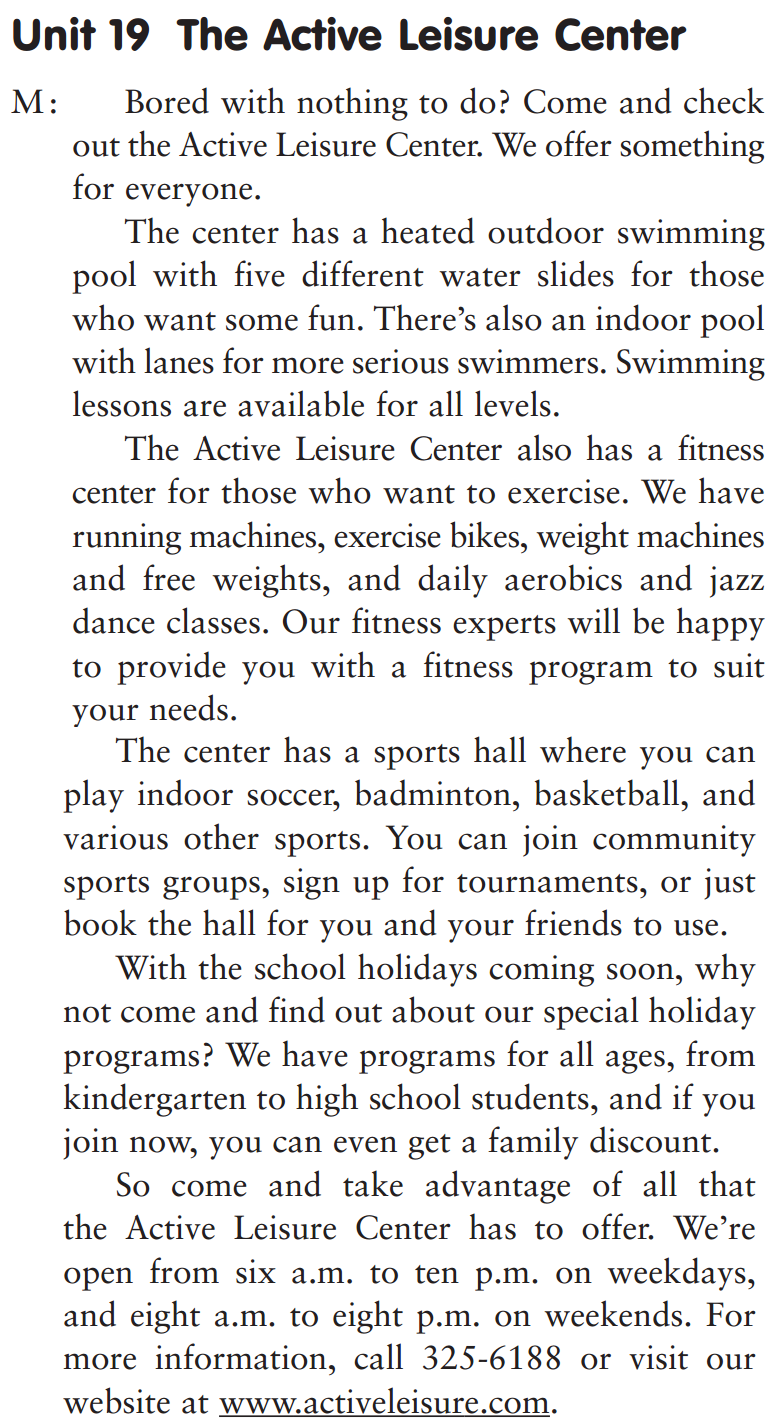 Unit 19 The Active Leisure Center
M: Bored with nothing to do? Come and check
out the Active Leisure Center. We offer something
for everyone.
The center has a heated outdoor swimming
pool with five different water slides for those
who want some fun. There's also an indoor pool
with lanes for more serious swimmers. Swimming
lessons are available for all levels.
The Active Leisure Center also has a fitness
center for those who want to exercise. We have
running machines, exercise bikes, weight machines
and free weights, and daily aerobics and jazz
dance classes. Our fitness experts will be happy
to provide you with a fitness program to suit
your needs.
The center has a sports hall where you can
play indoor soccer, badminton, basketball, and
various other sports. You can join community
sports groups, sign up for tournaments, or just
book the hall for you and your friends to use.
With the school holidays coming soon, why
not come and find out about our special holiday
programs? We have programs for all ages, from
kindergarten to high school students, and if you
join now, you can even get a family discount.
So come and take advantage of all that
the Active Leisure Center has to offer. We're
open from six a.m. to ten p.m. on weekdays,
and eight a.m. to eight p.m. on weekends. For
more information, call 325-6188 or visit our
website at www.activeleisure.com.